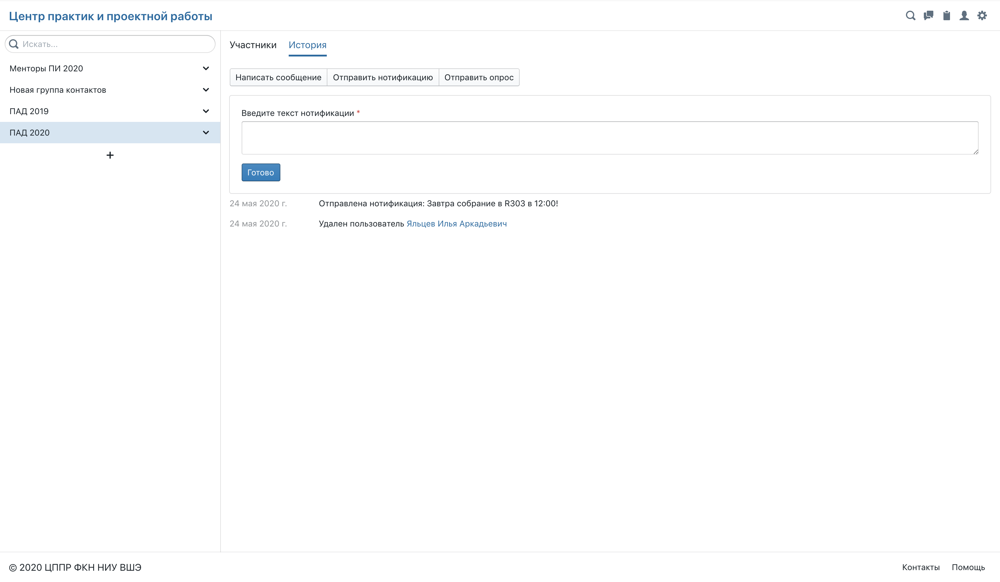 Центр практик и проектной работы
Искать...
Менторы ПИ 2020
Новая группа контактов
ПАД 2019
ПАД 2020
Участники История
Написать сообщение Отправить нотификацию Отправить опрос
Введите текст нотификации *
Готово
24 мая 2020 г. Отправлена нотификация: Завтра собрание в R303 в 12:00!
24 мая 2020 г. Удален пользователь Яльцев Илья Аркадьевич
© 2020 ЦППР ФКН НИУ ВШЭ
Контакты Помощь